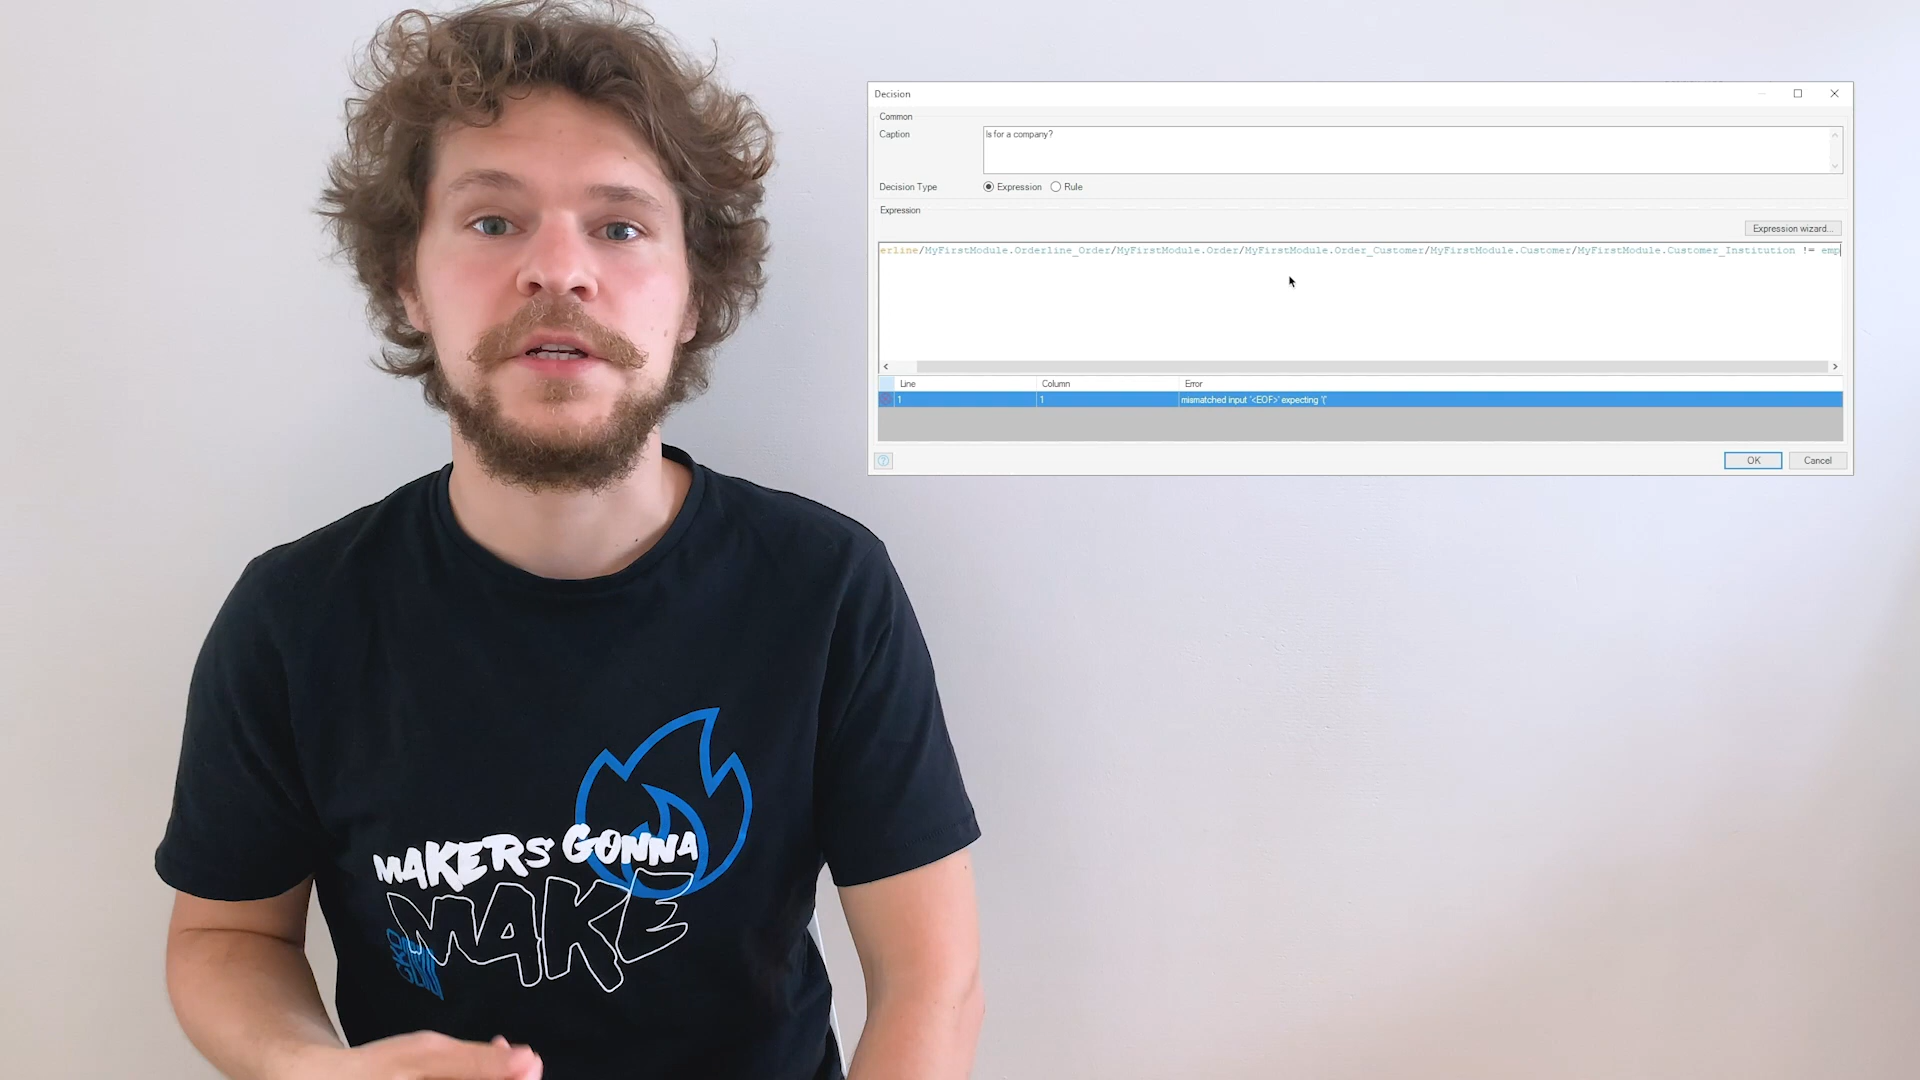 Decision
Common
Caption
Is for a company?
Decision Type
Expression
Rule
Expression
Expression wizard...
erline/MyFirstModule.Orderline_Order/MyFirstModule.Order/MyFirstModule.Order_Customer/MyFirstModule.Customer/MyFirstModule.Customer_Institution != emp
Line
Column
Error
1
1
mismatched input '<EOF>' expecting '('
OK
Cancel
MAKERS GONNA
MAKE